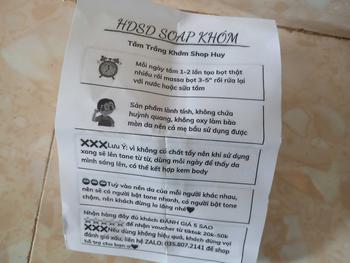 HDSD SOAP KHÓM
Tắm Trắng Khóm Shop Huy
Mỗi ngày tắm 1-2 lần tạo bọt thật
nhiều rồi massa bọt 3-5" rồi rửa lại
với nước hoặc sữa tắm
Sản phẩm lành tính, không chứa
huỳnh quang, không oxy làm bào
mòn da nên cả mẹ bầu sử dụng được
❌❌❌Lưu Ý: vì không có chất tẩy nên khi sử dụng
xong sẽ lên tone từ từ, dùng mỗi ngày để thấy da
mình sáng lên, có thể kết hợp kem body
Tuỳ vào nền da của mỗi người khác nhau,
nên sẽ có người bật tone nhanh, có người bật tone
chậm, nên khách đừng lo lắng nhé
Nhận hàng đầy đủ khách ĐÁNH GIÁ 5 SAO
để nhận voucher từ tiktok 20k-50k
❌❌❌Nếu dùng không hiệu quả, khách đừng vội
đánh giá xấu, liên hệ ZALO: 035.807.2141 để shop
hỗ trợ cho bạn ạ